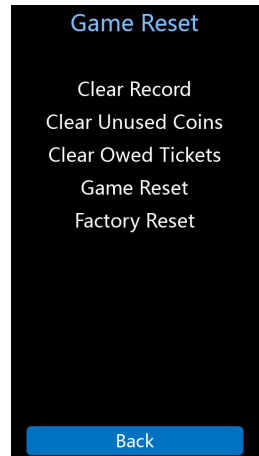 Game Reset
Clear Record
Clear Unused Coins
Clear Owed Tickets
Game Reset
Factory Reset
Back